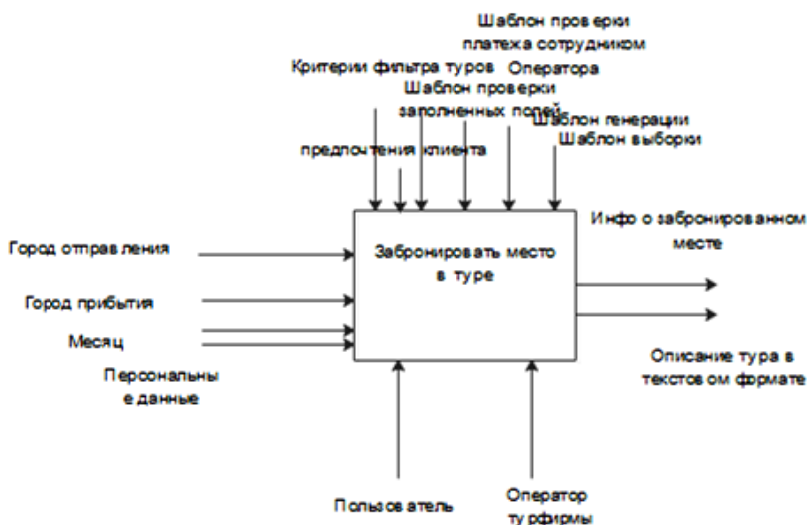 Шаблон проверки
платежа сотрудником
Оператора
Критерии фильтра туров
Шаблон проверки
заполненных полей
Шаблон генерации
Шаблон выборки
предпочтения клиента
Забронировать место
в туре
Город отправления
Город прибытия
Месяц
Персональны
е данные
Инфо о забронированном
месте
Описание тура в
текстовом формате
Пользователь
Оператор
турфирмы